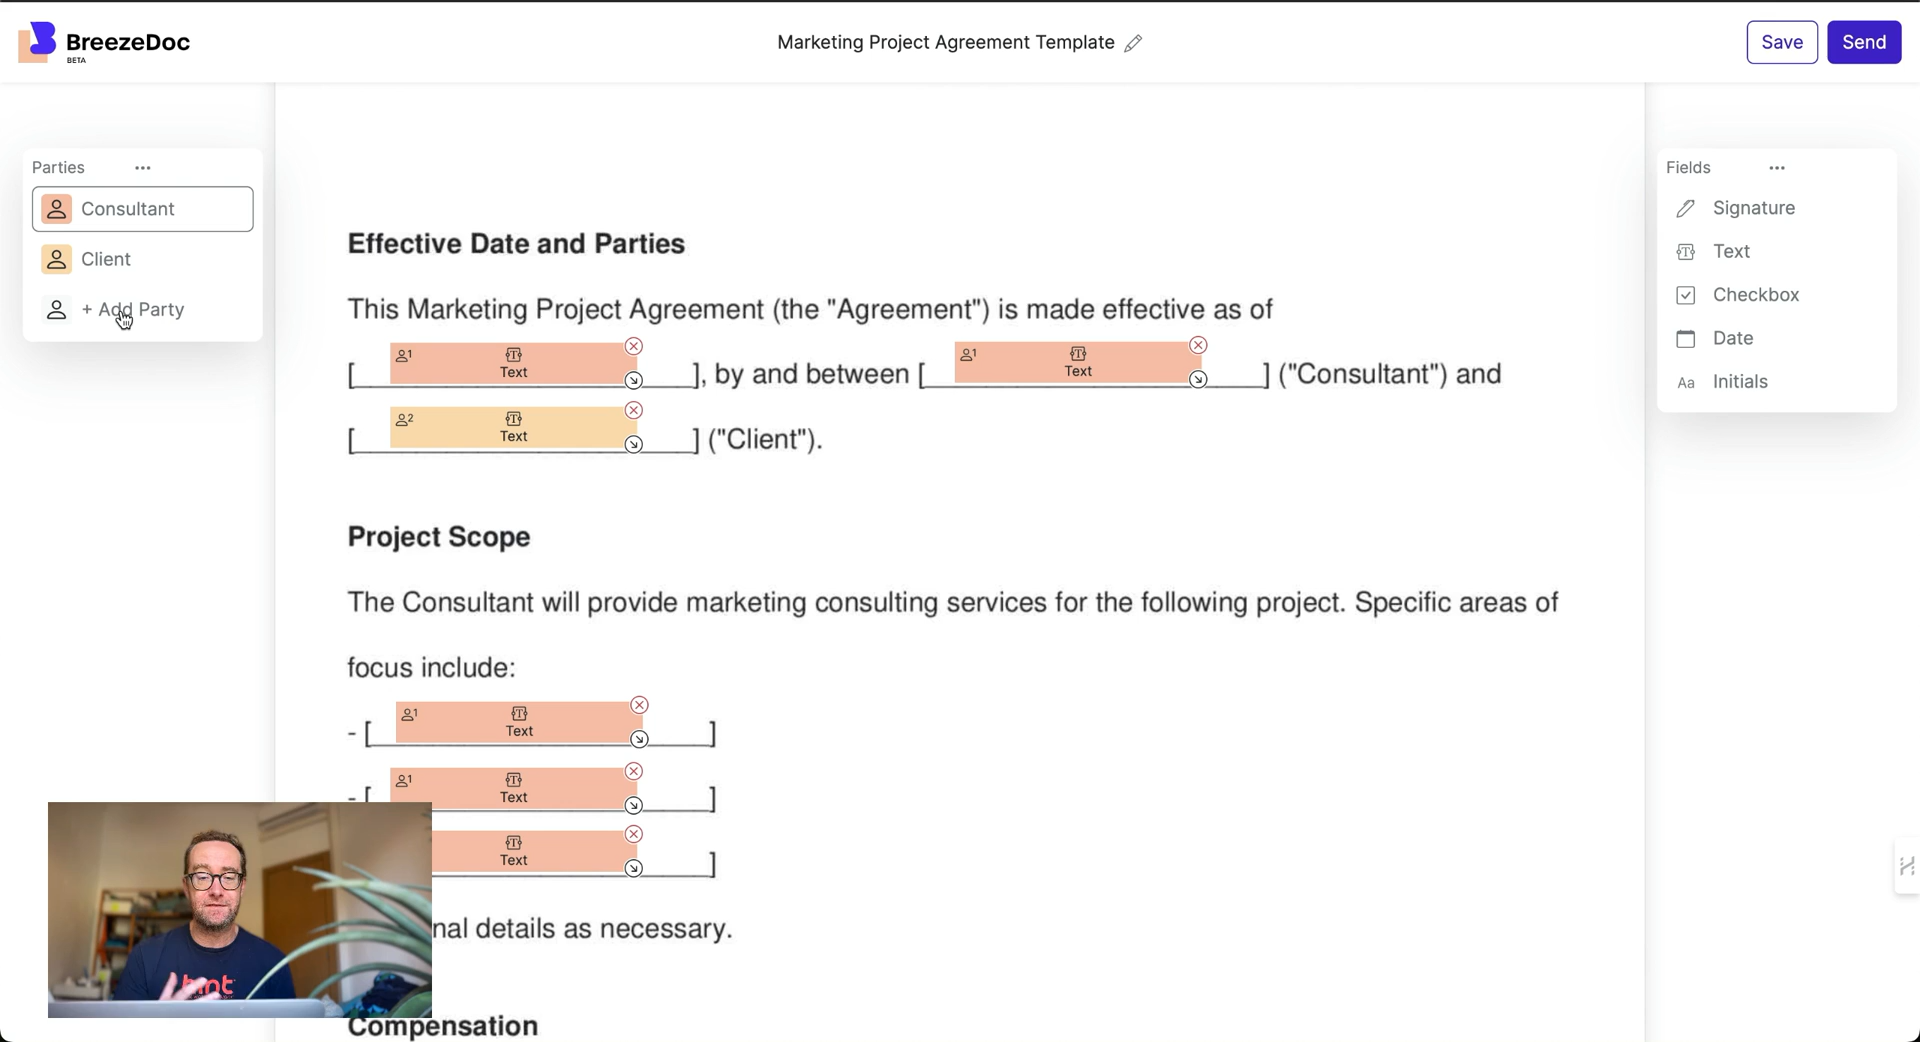 BreezeDoc
BETA
Marketing Project Agreement Template
Save
Send
Parties
Consultant
Client
+ Add Party
Fields
Signature
Text
Checkbox
Date
Aa Initials
Effective Date and Parties
This Marketing Project Agreement (the "Agreement") is made effective as of
[ 1 Text ], by and between [ 1 Text ] ("Consultant") and
[ 2 Text ] ("Client").
Project Scope
The Consultant will provide marketing consulting services for the following project. Specific areas of
focus include:
- [ 1 Text ]
- [ 1 Text ]
Text ]
nal details as necessary.
Compensation